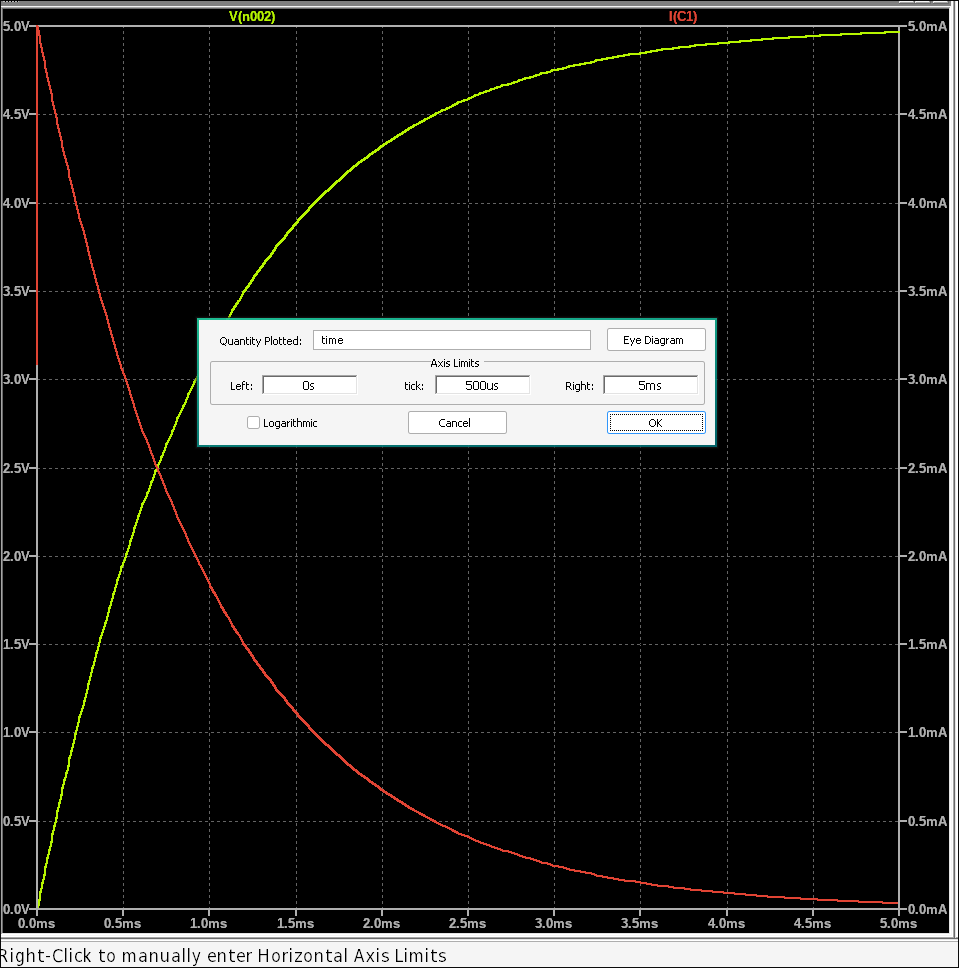 V(n002) I(C1)
5.0V 5.0mA
4.5V 4.5mA
4.0V 4.0mA
3.5V 3.5mA
Quantity Plotted: time Eye Diagram
Axis Limits
3.0V Left: 0s tick: 500us Right: 5ms 3.0mA
Logarithmic Cancel OK
2.5V 2.5mA
2.0V 2.0mA
1.5V 1.5mA
1.0V 1.0mA
0.5V 0.5mA
0.0V 0.0mA
0.0ms 0.5ms 1.0ms 1.5ms 2.0ms 2.5ms 3.0ms 3.5ms 4.0ms 4.5ms 5.0ms
Right-Click to manually enter Horizontal Axis Limits